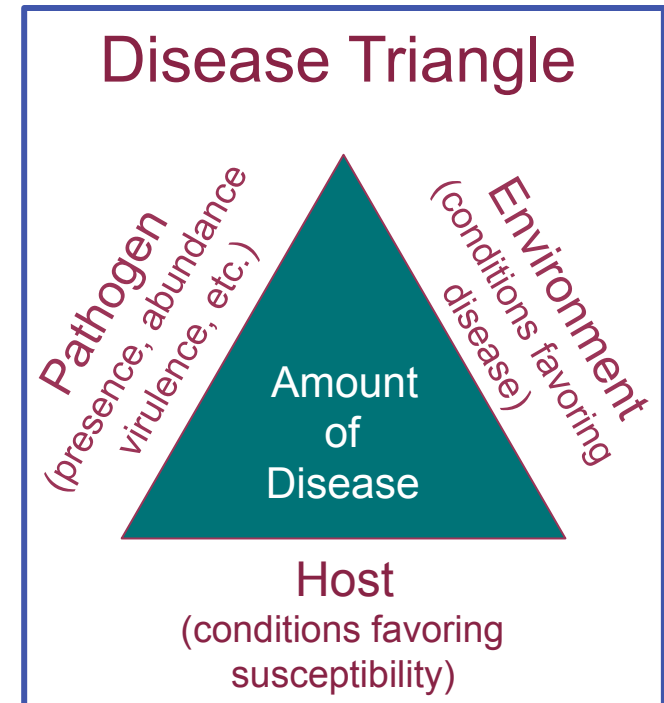 Disease Triangle
Pathogen
(presence, abundance
virulence, etc.)
Environment
(conditions favoring
disease)
Amount
of
Disease
Host
(conditions favoring
susceptibility)